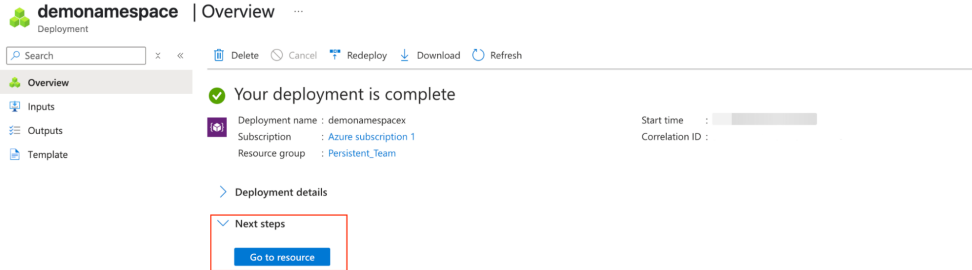 demonamespace | Overview ...
Deployment
Search
Delete Cancel Redeploy Download Refresh
Overview
Inputs
Outputs
Template
Your deployment is complete
Deployment name : demonamespacex
Subscription : Azure subscription 1
Resource group : Persistent_Team
Start time :
Correlation ID :
Deployment details
Next steps
Go to resource